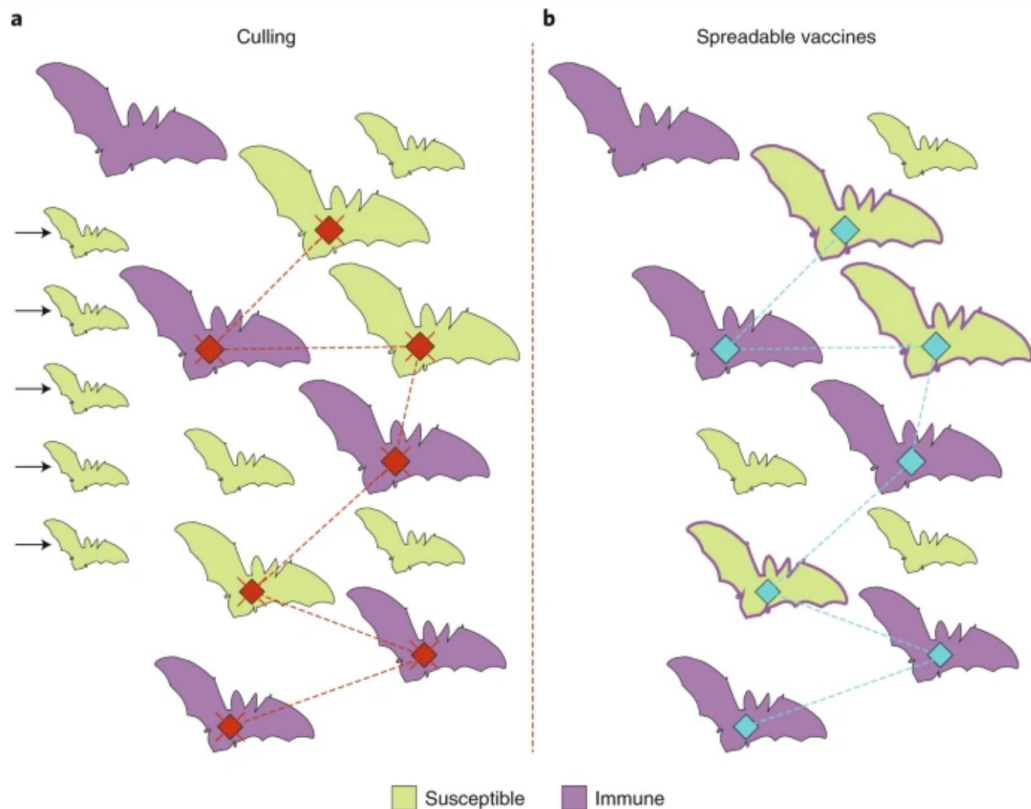 a
Culling
b
Spreadable vaccines
Susceptible
Immune